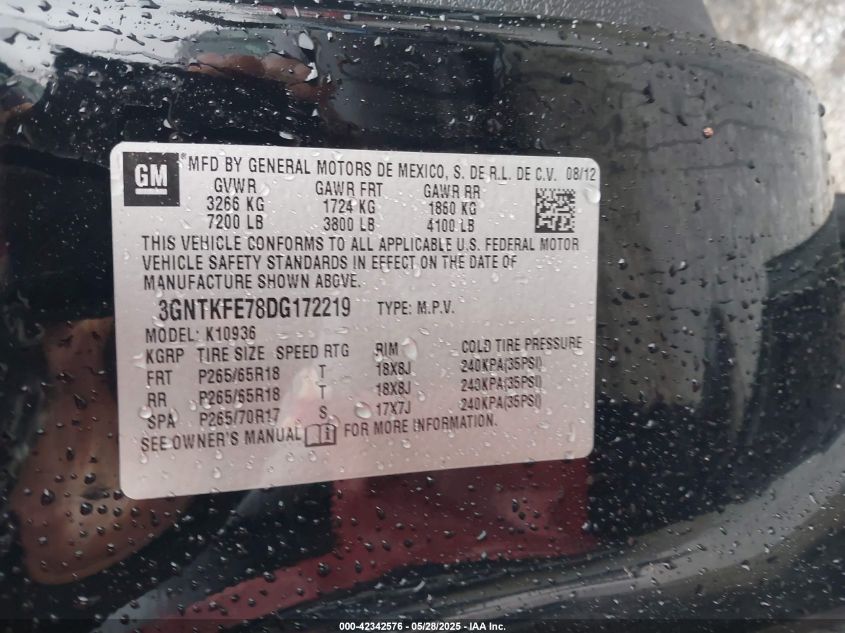 GM
MFD BY GENERAL MOTORS DE MEXICO, S. DE R.L. DE C.V. 08/12
GVWR GAWR FRT GAWR RR
3266 KG 1724 KG 1860 KG
7200 LB 3800 LB 4100 LB
THIS VEHICLE CONFORMS TO ALL APPLICABLE U.S. FEDERAL MOTOR
VEHICLE SAFETY STANDARDS IN EFFECT ON THE DATE OF
MANUFACTURE SHOWN ABOVE.
3GNTKFE78DG172219 TYPE: M.P.V.
MODEL: K10936
KGRP TIRE SIZE SPEED RTG RIM COLD TIRE PRESSURE
FRT P265/65R18 T 18X8J 240KPA(35PSI)
RR P265/65R18 T 18X8J 240KPA(35PSI)
SPA P265/70R17 S 17X7J 240KPA(35PSI)
SEE OWNER'S MANUAL i FOR MORE INFORMATION.
000-42342576 - 05/28/2025 - IAA Inc.